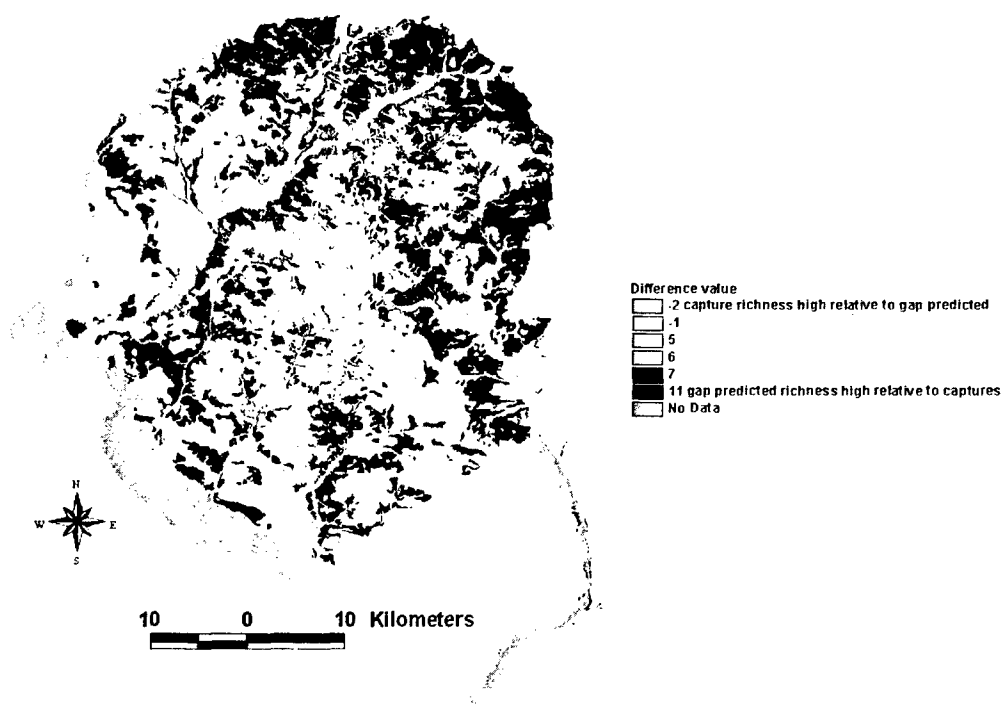 Difference value
-2 capture richness high relative to gap predicted
-1
5
6
7
11 gap predicted richness high relative to captures
No Data
N
W E
S
10 0 10 Kilometers